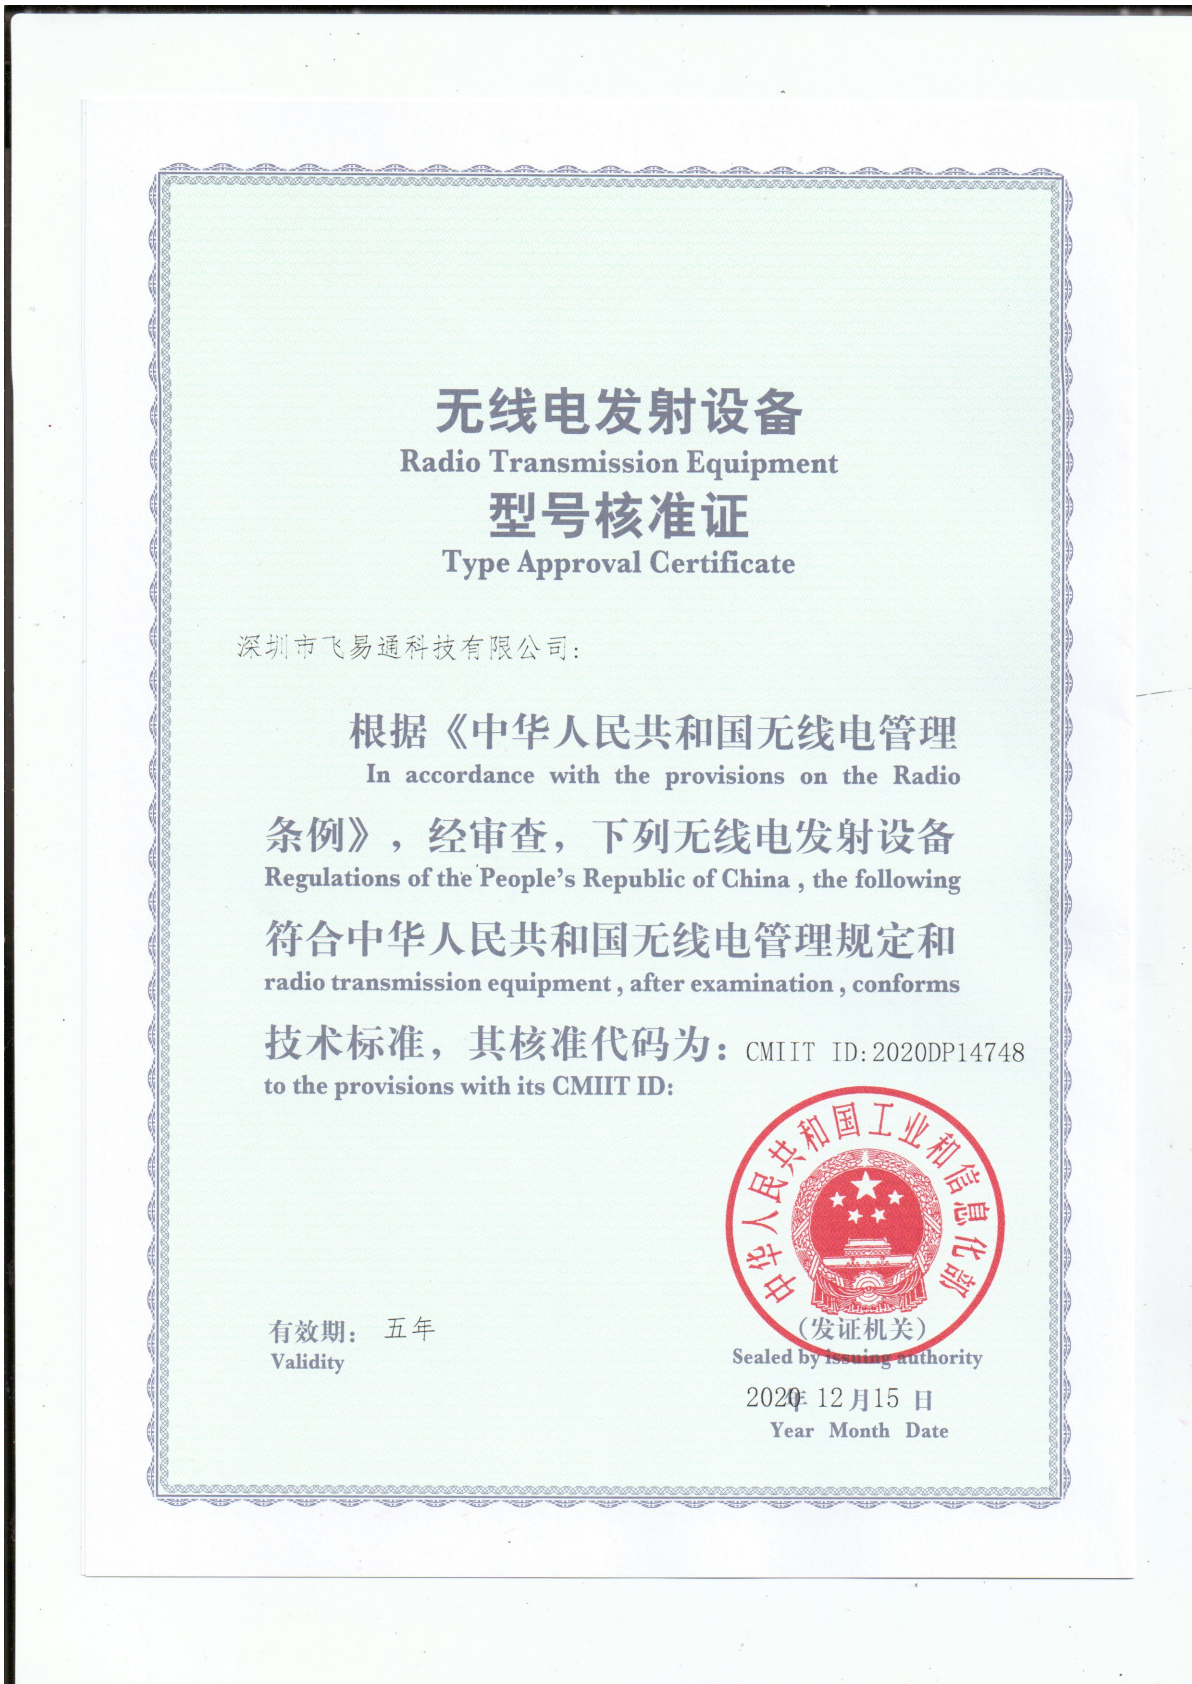 无线电发射设备
Radio Transmission Equipment
型号核准证
Type Approval Certificate
深圳市飞易通科技有限公司:
根据《中华人民共和国无线电管理
In accordance with the provisions on the Radio
条例》，经审查，下列无线电发射设备
Regulations of the People's Republic of China , the following
符合中华人民共和国无线电管理规定和
radio transmission equipment , after examination , conforms
技术标准，其核准代码为：CMIIT ID:2020DP14748
to the provisions with its CMIIT ID:
中华人民共和国工业和信息化部
有效期： 五年
Validity
（发证机关）
Sealed by issuing authority
2020年 12月15 日
Year Month Date